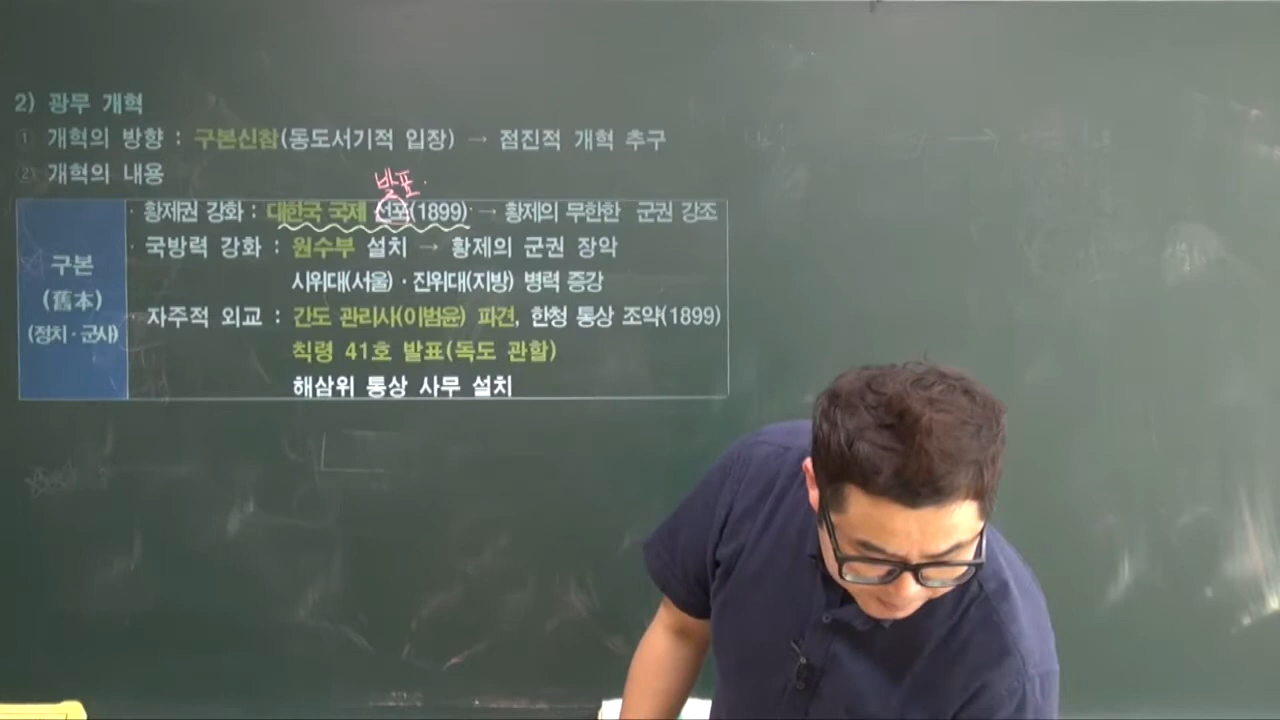 2) 광무 개혁
① 개혁의 방향 : 구본신참(동도서기적 입장) → 점진적 개혁 추구
② 개혁의 내용
발포
구본
(舊本)
(정치·군사)
· 황제권 강화 : 대한국 국제 선포(1899) → 황제의 무한한 군권 강조
· 국방력 강화 : 원수부 설치 → 황제의 군권 장악
시위대(서울)·진위대(지방) 병력 증강
· 자주적 외교 : 간도 관리사(이범윤) 파견, 한청 통상 조약(1899)
칙령 41호 발표(독도 관할)
해삼위 통상 사무 설치